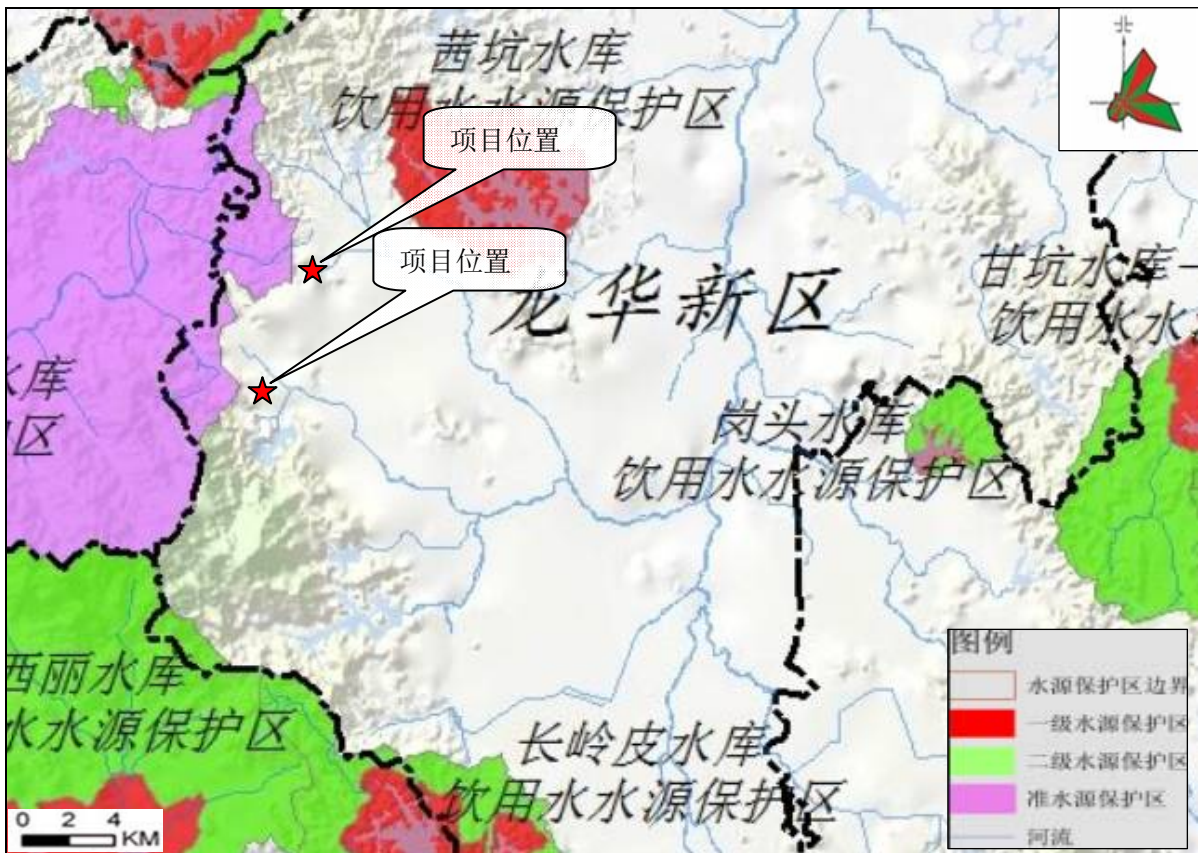 茜坑水库
饮用水水源保护区
项目位置
项目位置
龙华新区
甘坑水库一
饮用水水
水库
区
岗头水库
饮用水水源保护区
西丽水库
水水源保护区
长岭皮水库
饮用水水源保护区
图例
水源保护区边界
一级水源保护区
二级水源保护区
准水源保护区
河流
0 2 4
KM